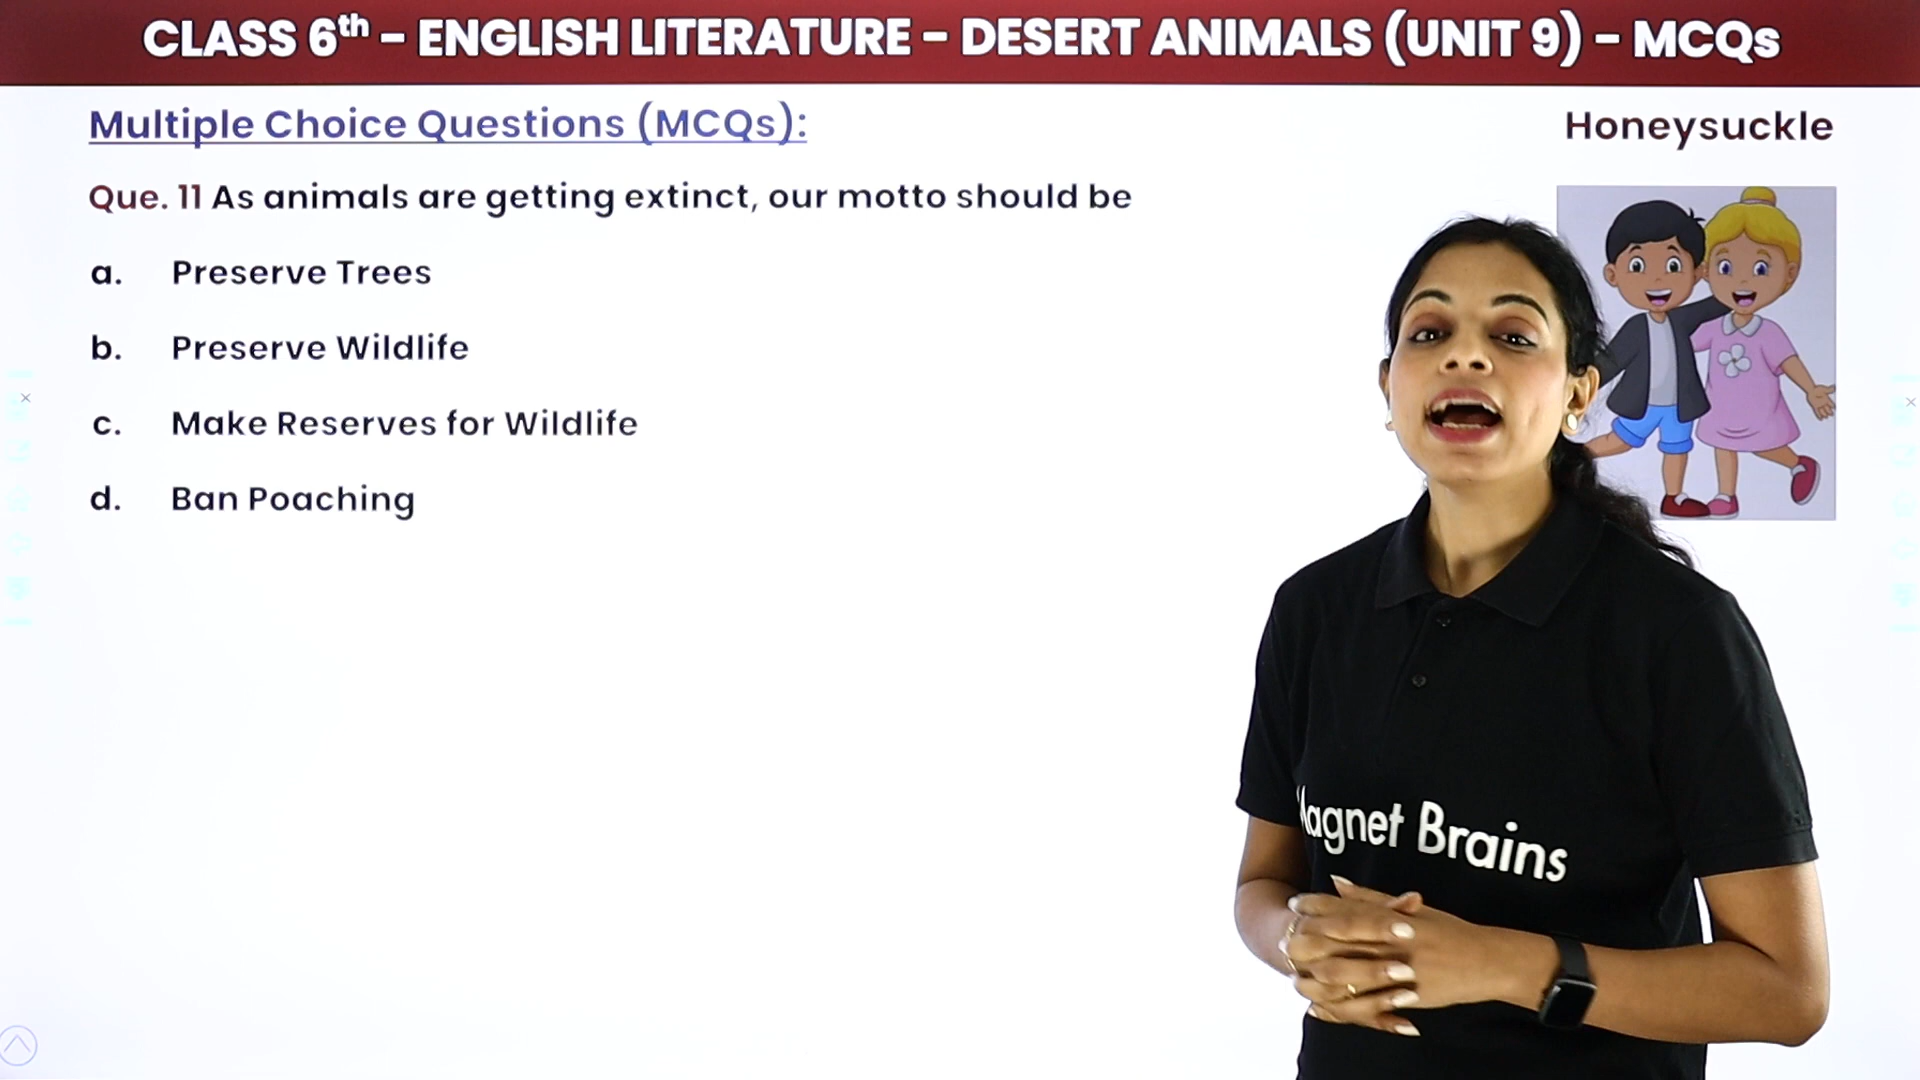 CLASS 6th – ENGLISH LITERATURE – DESERT ANIMALS (UNIT 9) – MCQs
Multiple Choice Questions (MCQs):
Honeysuckle
Que. 11 As animals are getting extinct, our motto should be
a. Preserve Trees
b. Preserve Wildlife
c. Make Reserves for Wildlife
d. Ban Poaching
Magnet Brains